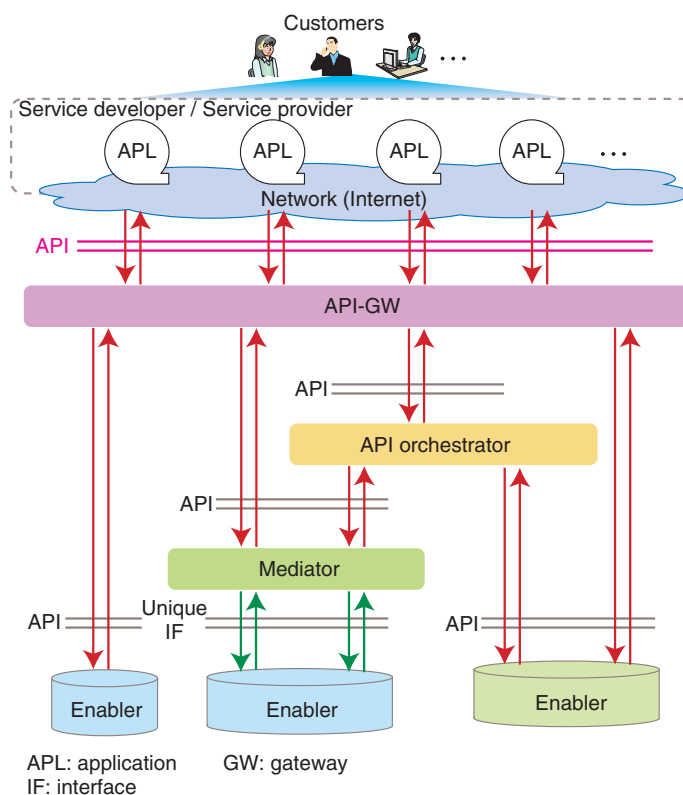 Customers
...
Service developer / Service provider
APL APL APL APL ...
Network (Internet)
API
API-GW
API
API orchestrator
API
Mediator
API
Unique
IF
API
Enabler
Enabler
Enabler
APL: application
GW: gateway
IF: interface